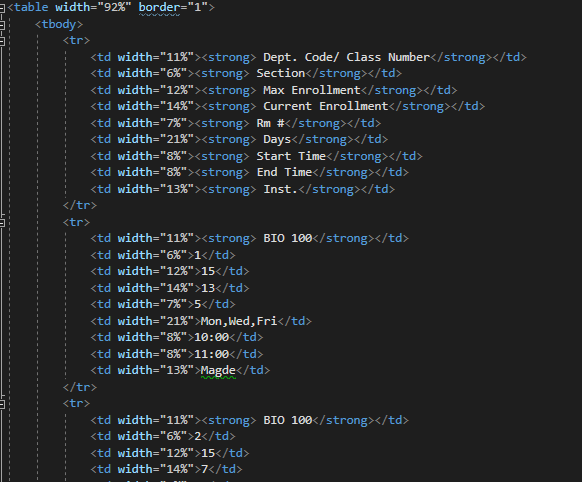 <table width="92%" border="1">
<tbody>
<tr>
<td width="11%"><strong> Dept. Code/ Class Number</strong></td>
<td width="6%"><strong> Section</strong></td>
<td width="12%"><strong> Max Enrollment</strong></td>
<td width="14%"><strong> Current Enrollment</strong></td>
<td width="7%"><strong> Rm #</strong></td>
<td width="21%"><strong> Days</strong></td>
<td width="8%"><strong> Start Time</strong></td>
<td width="8%"><strong> End Time</strong></td>
<td width="13%"><strong> Inst.</strong></td>
</tr>
<tr>
<td width="11%"><strong> BIO 100</strong></td>
<td width="6%">1</td>
<td width="12%">15</td>
<td width="14%">13</td>
<td width="7%">5</td>
<td width="21%">Mon,Wed,Fri</td>
<td width="8%">10:00</td>
<td width="8%">11:00</td>
<td width="13%">Magde</td>
</tr>
<tr>
<td width="11%"><strong> BIO 100</strong></td>
<td width="6%">2</td>
<td width="12%">15</td>
<td width="14%">7</td>